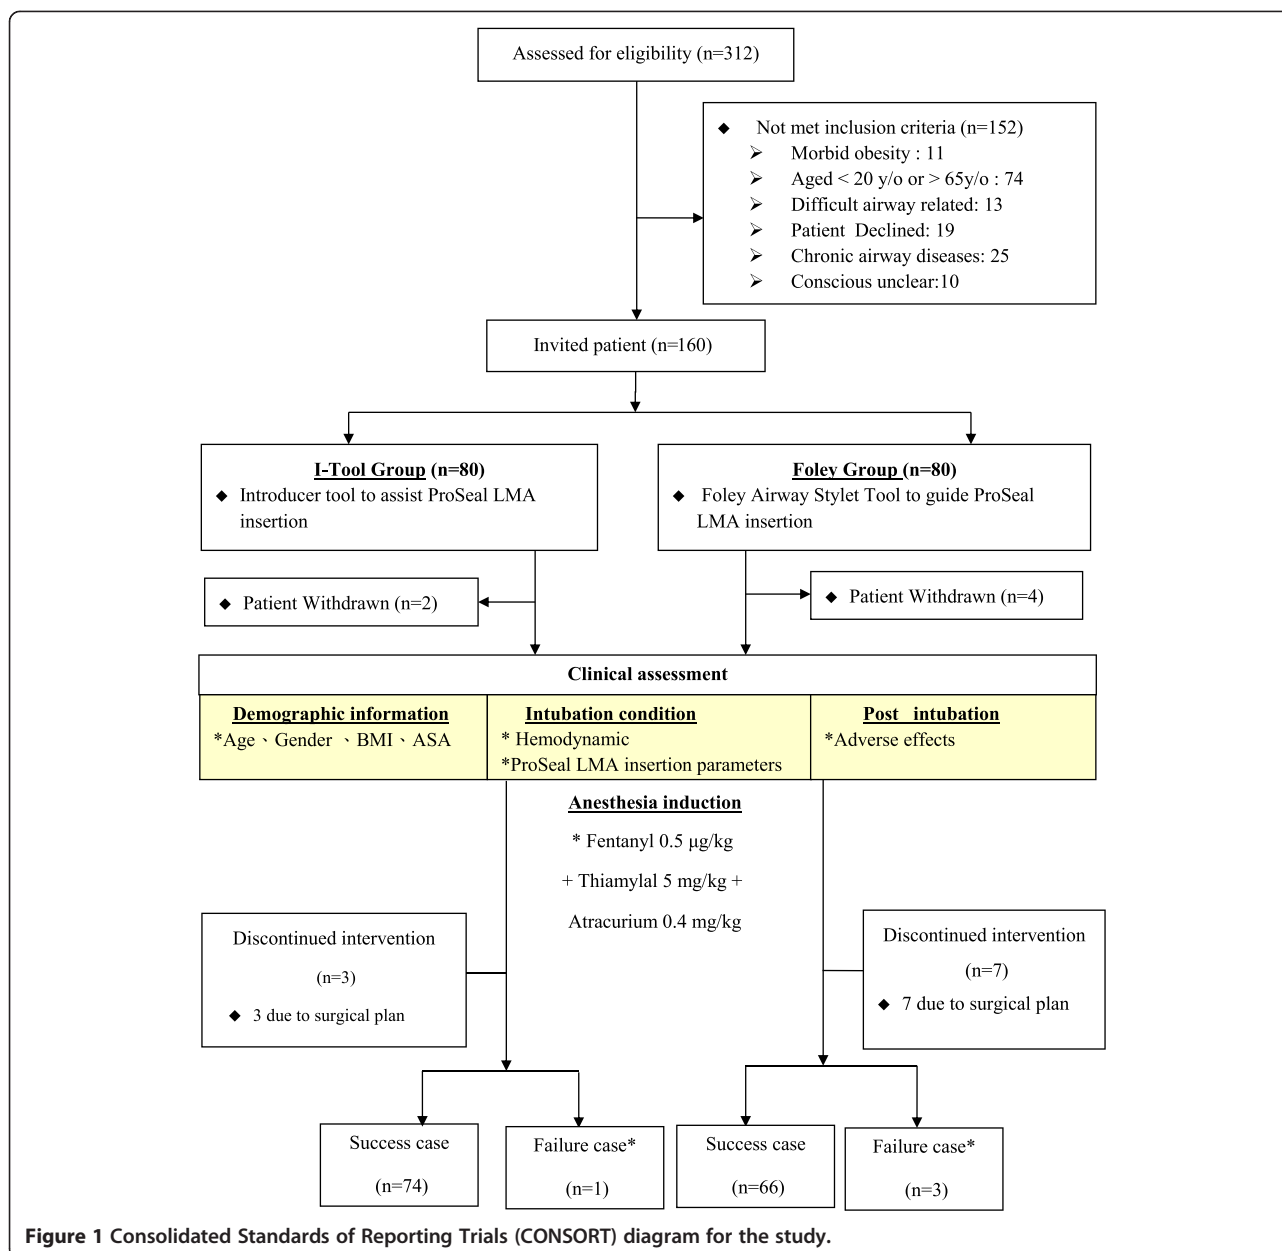 Assessed for eligibility (n=312)
◆ Not met inclusion criteria (n=152)
➢ Morbid obesity : 11
➢ Aged < 20 y/o or > 65y/o : 74
➢ Difficult airway related: 13
➢ Patient Declined: 19
➢ Chronic airway diseases: 25
➢ Conscious unclear:10
Invited patient (n=160)
I-Tool Group (n=80)
◆ Introducer tool to assist ProSeal LMA
insertion
Foley Group (n=80)
◆ Foley Airway Stylet Tool to guide ProSeal
LMA insertion
◆ Patient Withdrawn (n=2)
◆ Patient Withdrawn (n=4)
Clinical assessment
Demographic information
*Age、Gender 、BMI、ASA
Intubation condition
* Hemodynamic
*ProSeal LMA insertion parameters
Post intubation
*Adverse effects
Anesthesia induction
* Fentanyl 0.5 μg/kg
+ Thiamylal 5 mg/kg +
Atracurium 0.4 mg/kg
Discontinued intervention
(n=3)
◆ 3 due to surgical plan
Discontinued intervention
(n=7)
◆ 7 due to surgical plan
Success case
(n=74)
Failure case*
(n=1)
Success case
(n=66)
Failure case*
(n=3)
Figure 1 Consolidated Standards of Reporting Trials (CONSORT) diagram for the study.